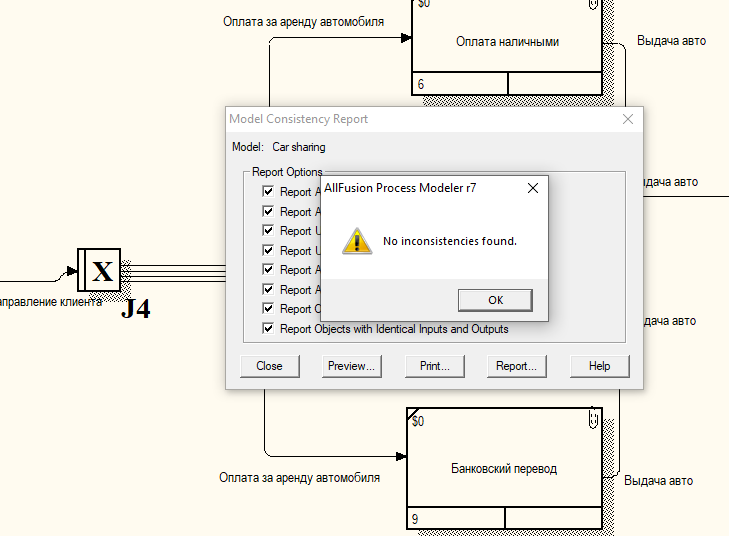 $0
Оплата за аренду автомобиля
Оплата наличными
Выдача авто
6
Model Consistency Report
Model: Car sharing
Report Options
AllFusion Process Modeler r7
Report A
Report A
Report U
Report U
Report A
Report A
Report
Report Objects with Identical Inputs and Outputs
No inconsistencies found.
OK
дача авто
X
аправление клиента
J4
дача авто
Close
Preview...
Print...
Report...
Help
$0
Банковский перевод
Оплата за аренду автомобиля
Выдача авто
9